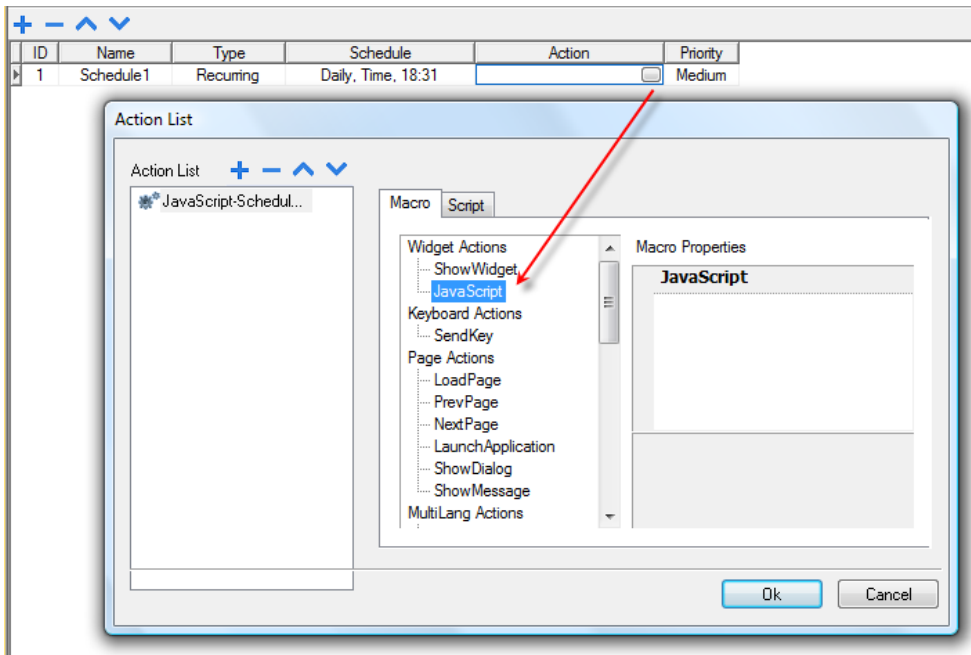 ID Name Type Schedule Action Priority
1 Schedule1 Recurring Daily, Time, 18:31 Medium
Action List
Action List
JavaScript-Schedul...
Macro Script
Widget Actions
ShowWidget
JavaScript
Keyboard Actions
SendKey
Page Actions
LoadPage
PrevPage
NextPage
LaunchApplication
ShowDialog
ShowMessage
MultiLang Actions
Macro Properties
JavaScript
Ok Cancel